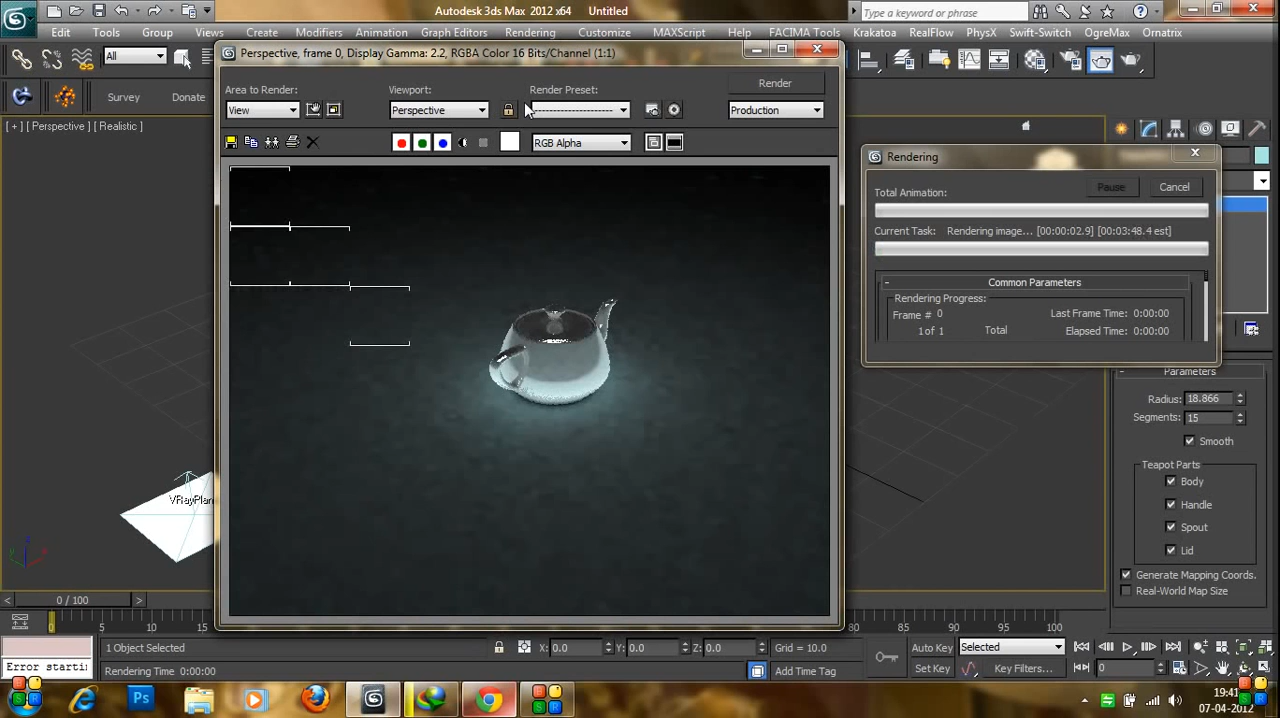 Autodesk 3ds Max 2012 x64 Untitled
Type a keyword or phrase
Edit Tools Group Views Create Modifiers Animation Graph Editors Rendering Customize MAXScript Help FACIMA Tools Krakatoa RealFlow PhysX Swift-Switch OgreMax Ornatrix
All
Survey Donate
[ + ] [ Perspective ] [ Realistic ]
Perspective, frame 0, Display Gamma: 2.2, RGBA Color 16 Bits/Channel (1:1)
Area to Render: Viewport: Render Preset: Render
View Perspective ---------------------- Production
RGB Alpha
Rendering
Total Animation: Pause Cancel
Current Task: Rendering image... [00:00:02.9] [00:03:48.4 est]
- Common Parameters
Rendering Progress:
Frame # 0 Last Frame Time: 0:00:00
1 of 1 Total Elapsed Time: 0:00:00
- Parameters
Radius: 18.866
Segments: 15
Smooth
Teapot Parts
Body
Handle
Spout
Lid
Generate Mapping Coords.
Real-World Map Size
VRayPlan
z
y x
< 0 / 100 >
0 5 10 15 80 85 90 95 100
1 Object Selected X: 0.0 Y: 0.0 Z: 0.0 Grid = 10.0 Auto Key Selected
Error starti Rendering Time 0:00:00 Add Time Tag Set Key Key Filters... 0
Ps
19:41
07-04-2012